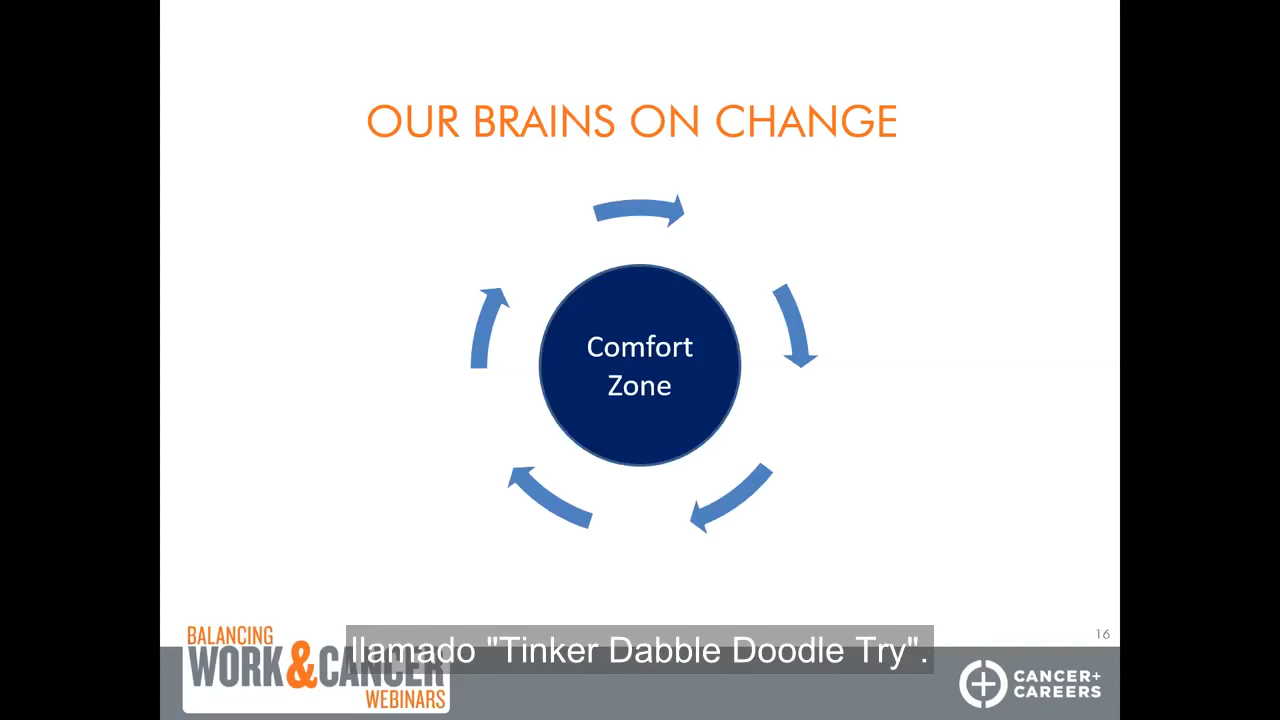 OUR BRAINS ON CHANGE
Comfort
Zone
16
BALANCING
WORK&CANCER
WEBINARS
llamado "Tinker Dabble Doodle Try".
CANCER+
CAREERS